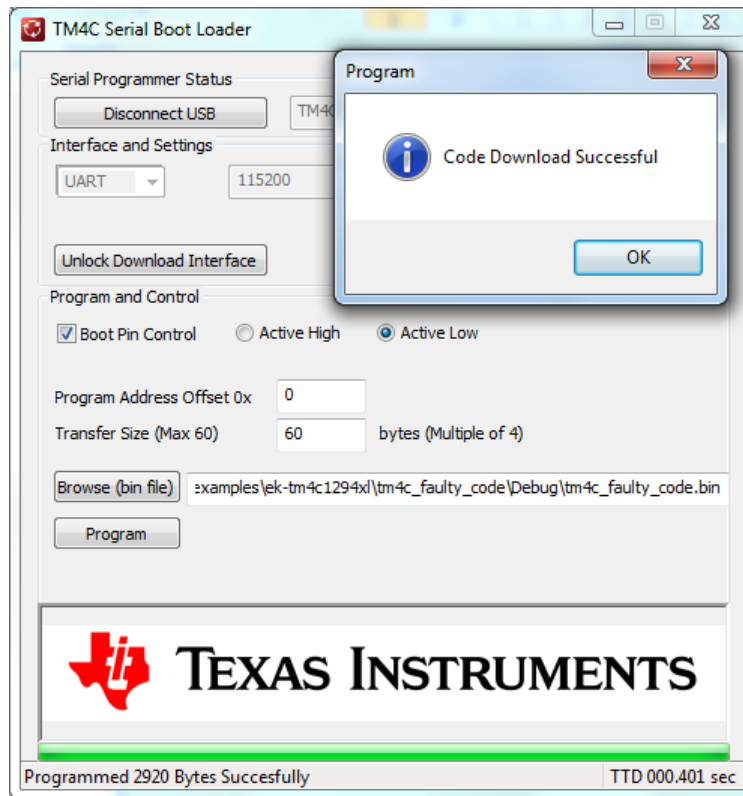 TM4C Serial Boot Loader
Program
Serial Programmer Status
Disconnect USB
Code Download Successful
OK
Interface and Settings
UART
115200
Unlock Download Interface
Program and Control
Boot Pin Control Active High Active Low
Program Address Offset 0x 0
Transfer Size (Max 60) 60 bytes (Multiple of 4)
Browse (bin file) examples\ek-tm4c1294xl\tm4c_faulty_code\Debug\tm4c_faulty_code.bin
Program
TEXAS INSTRUMENTS
Programmed 2920 Bytes Succesfully TTD 000.401 sec